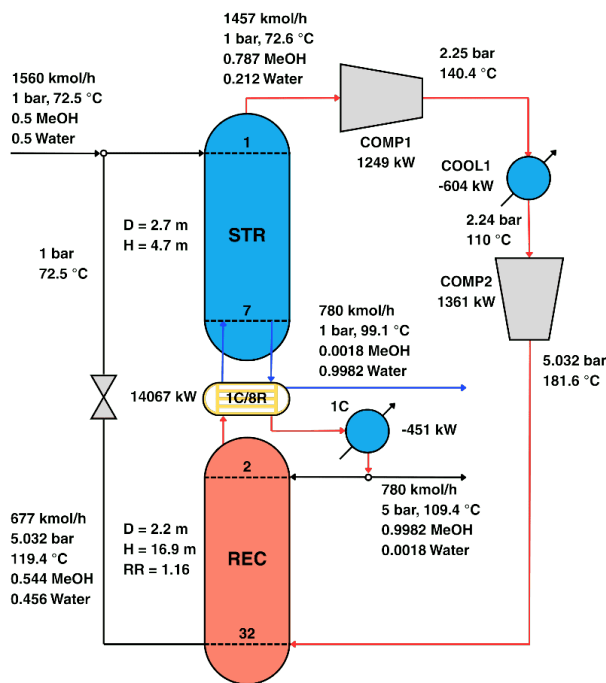 1457 kmol/h
1 bar, 72.6 °C
0.787 MeOH
0.212 Water
2.25 bar
140.4 °C
1560 kmol/h
1 bar, 72.5 °C
0.5 MeOH
0.5 Water
COMP1
1249 kW
COOL1
-604 kW
1
D = 2.7 m
H = 4.7 m
STR
2.24 bar
110 °C
1 bar
72.5 °C
COMP2
1361 kW
7
780 kmol/h
1 bar, 99.1 °C
0.0018 MeOH
0.9982 Water
5.032 bar
181.6 °C
14067 kW
1C/8R
1C
-451 kW
2
780 kmol/h
5 bar, 109.4 °C
0.9982 MeOH
0.0018 Water
677 kmol/h
5.032 bar
119.4 °C
0.544 MeOH
0.456 Water
D = 2.2 m
H = 16.9 m
RR = 1.16
REC
32